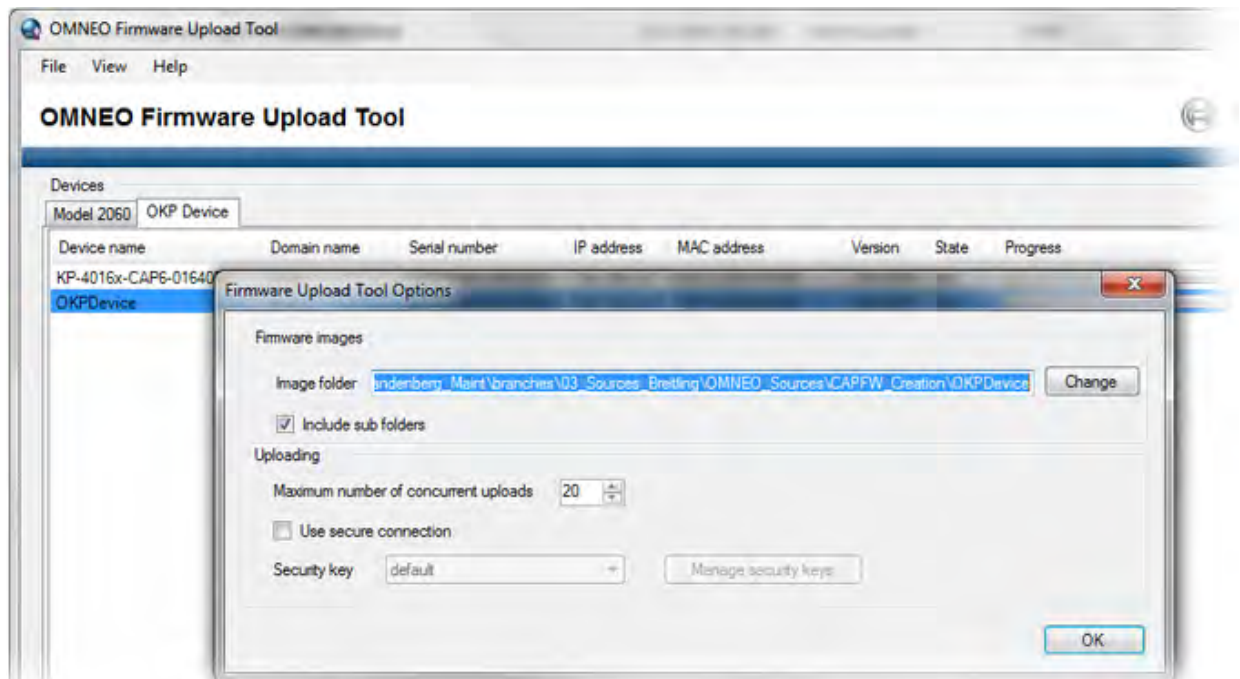 OMNEO Firmware Upload Tool
File View Help
OMNEO Firmware Upload Tool
Devices
Model 2060 OKP Device
Device name Domain name Serial number IP address MAC address Version State Progress
KP-4016x-CAP6-01640
OKPDevice
Firmware Upload Tool Options
Firmware images
Image folder andenberg_Maint\branches\03_Sources_Breitling\OMNEO_Sources\CAPFW_Creation\OKPDevice Change
Include sub folders
Uploading
Maximum number of concurrent uploads 20
Use secure connection
Security key default Manage security keys
OK